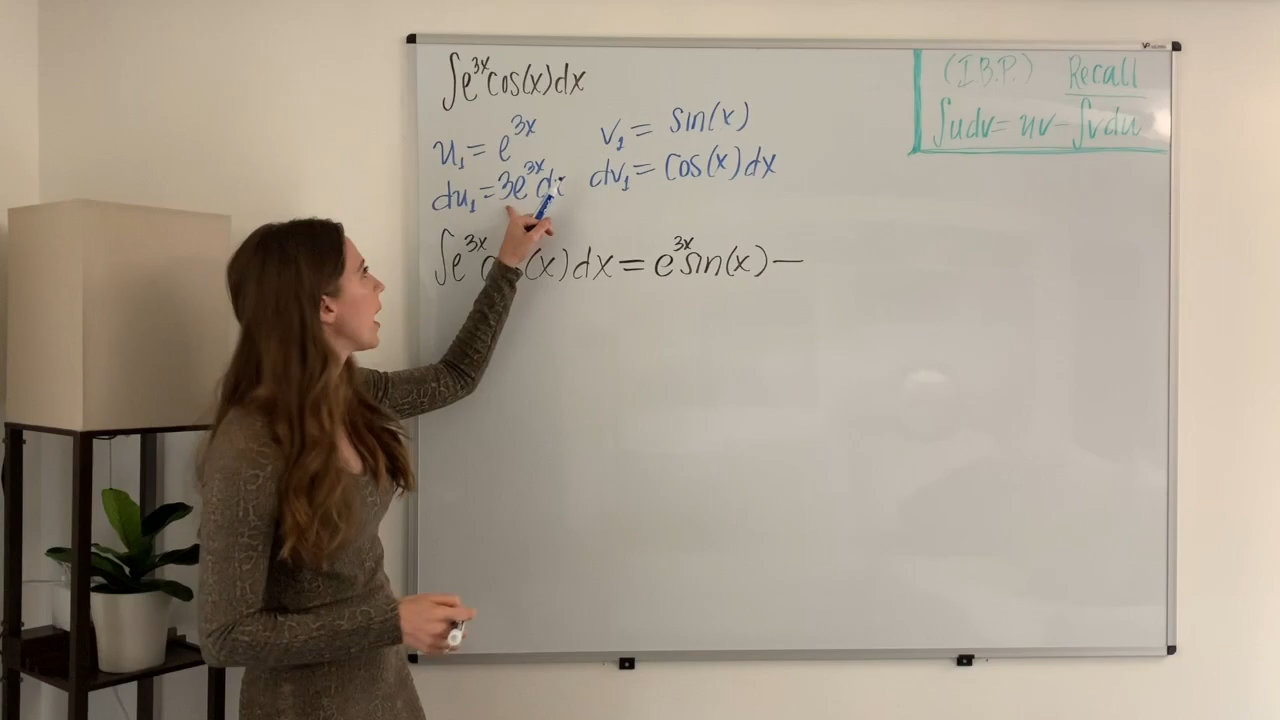 ∫e^{3x}cos(x)dx
u₁ = e^{3x}
v₁ = sin(x)
du₁ = 3e^{3x}dx
dv₁ = cos(x)dx
∫e^{3x} (x)dx = e^{3x}sin(x) −
(I.B.P.) Recall
∫udv = uv − ∫vdu